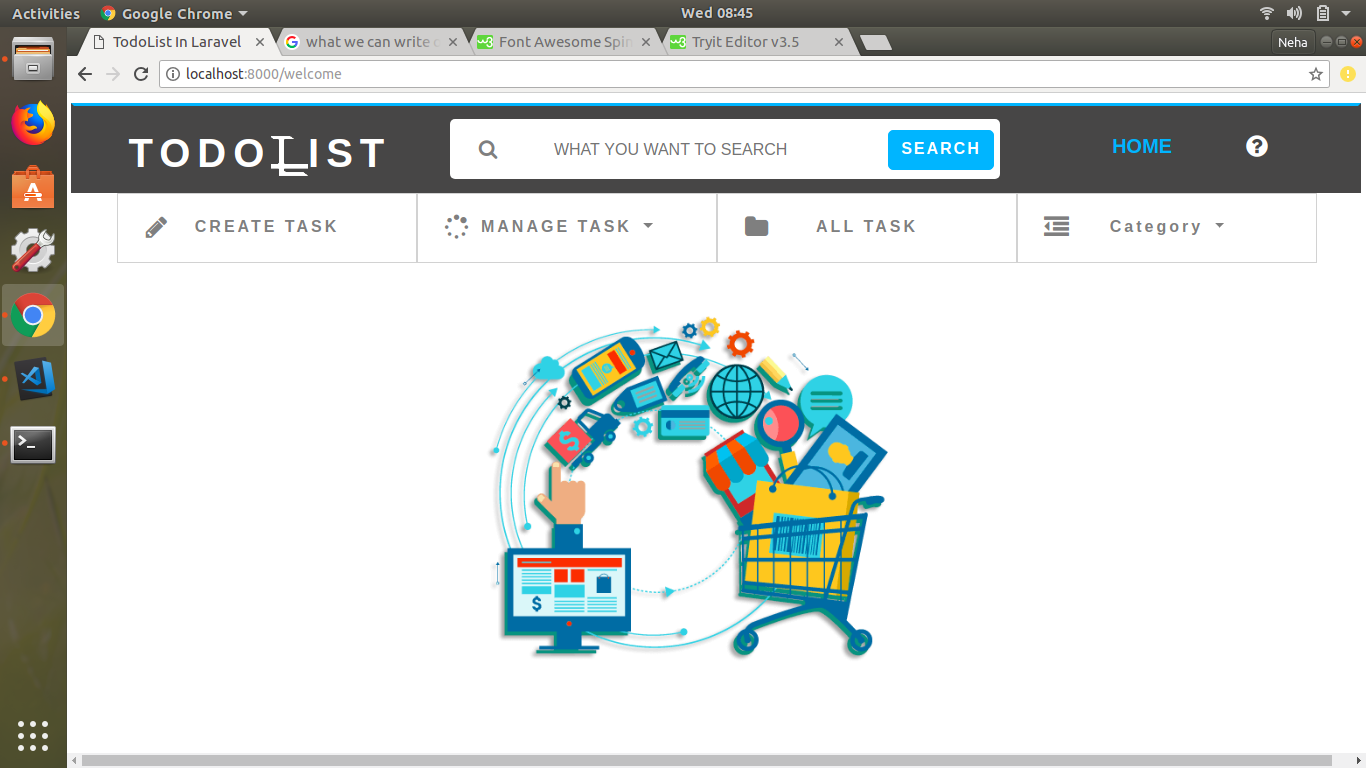 Activities Google Chrome Wed 08:45
TodoList In Laravel what we can write Font Awesome Spin Tryit Editor v3.5 Neha
localhost:8000/welcome
TODOLIST WHAT YOU WANT TO SEARCH SEARCH HOME ?
CREATE TASK MANAGE TASK ALL TASK Category
$
$